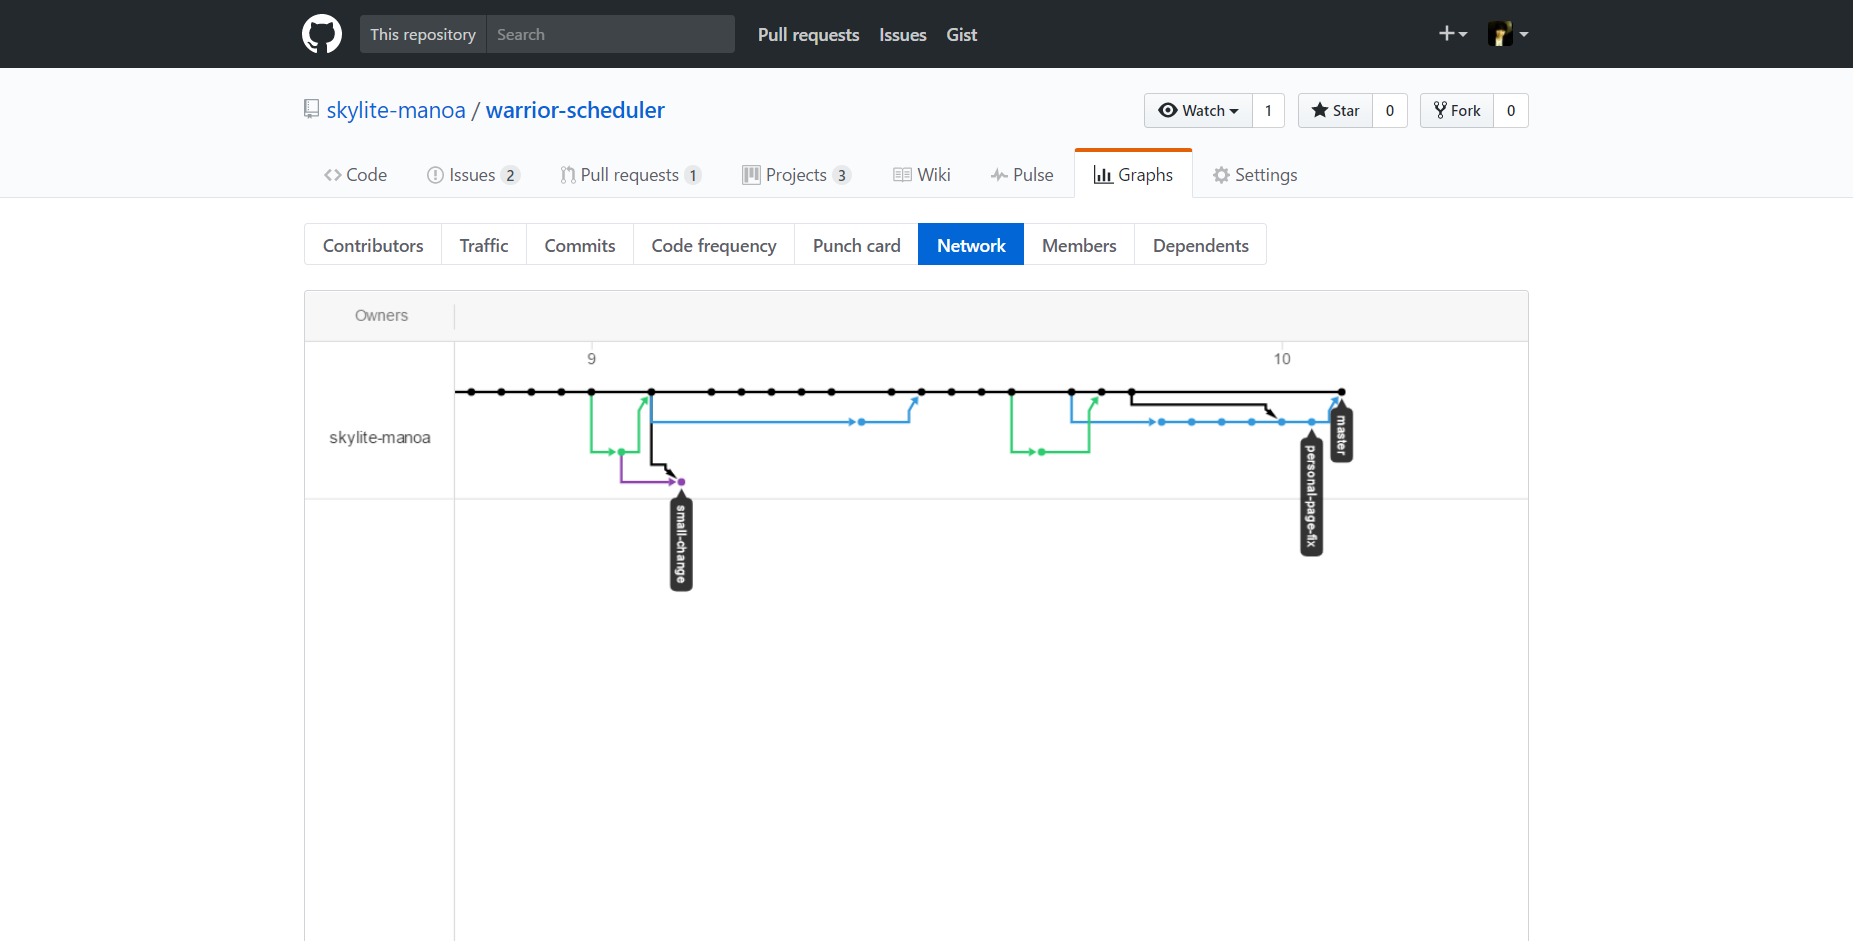 This repository Search Pull requests Issues Gist
skylite-manoa / warrior-scheduler Watch 1 Star 0 Fork 0
Code Issues 2 Pull requests 1 Projects 3 Wiki Pulse Graphs Settings
Contributors Traffic Commits Code frequency Punch card Network Members Dependents
Owners
9 10
skylite-manoa
master
personal-page-fix
small-change